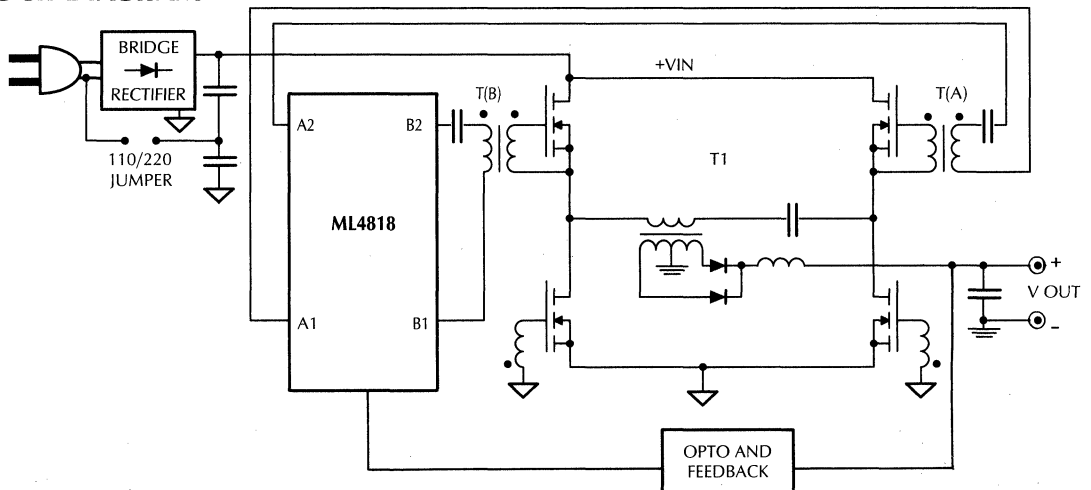 BRIDGE
RECTIFIER
110/220
JUMPER
A2
B2
ML4818
A1
B1
T(B)
+VIN
T(A)
T1
+
V OUT
-
OPTO AND
FEEDBACK